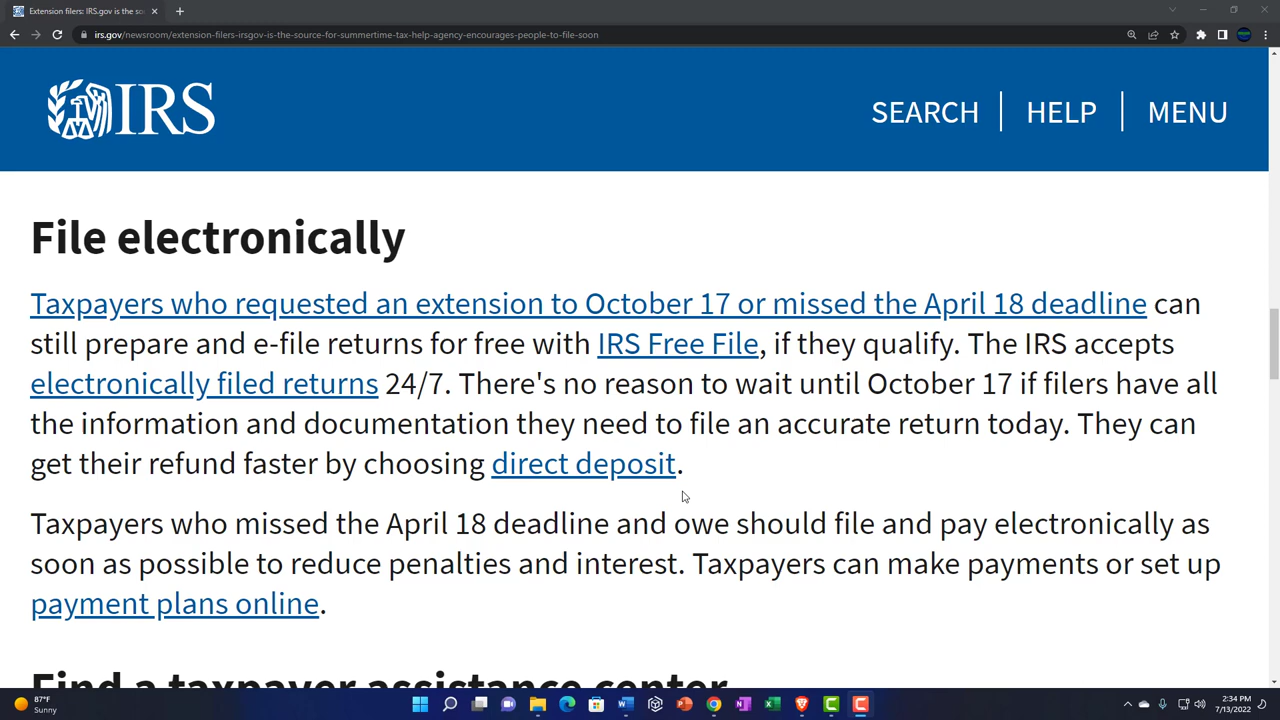 Extension filers: IRS.gov is the so
irs.gov/newsroom/extension-filers-irsgov-is-the-source-for-summertime-tax-help-agency-encourages-people-to-file-soon
IRS
SEARCH
HELP
MENU
File electronically
Taxpayers who requested an extension to October 17 or missed the April 18 deadline can
still prepare and e-file returns for free with IRS Free File, if they qualify. The IRS accepts
electronically filed returns 24/7. There's no reason to wait until October 17 if filers have all
the information and documentation they need to file an accurate return today. They can
get their refund faster by choosing direct deposit.
Taxpayers who missed the April 18 deadline and owe should file and pay electronically as
soon as possible to reduce penalties and interest. Taxpayers can make payments or set up
payment plans online.
Find a taxpayer assistance center
87°F
Sunny
2:34 PM
7/13/2022